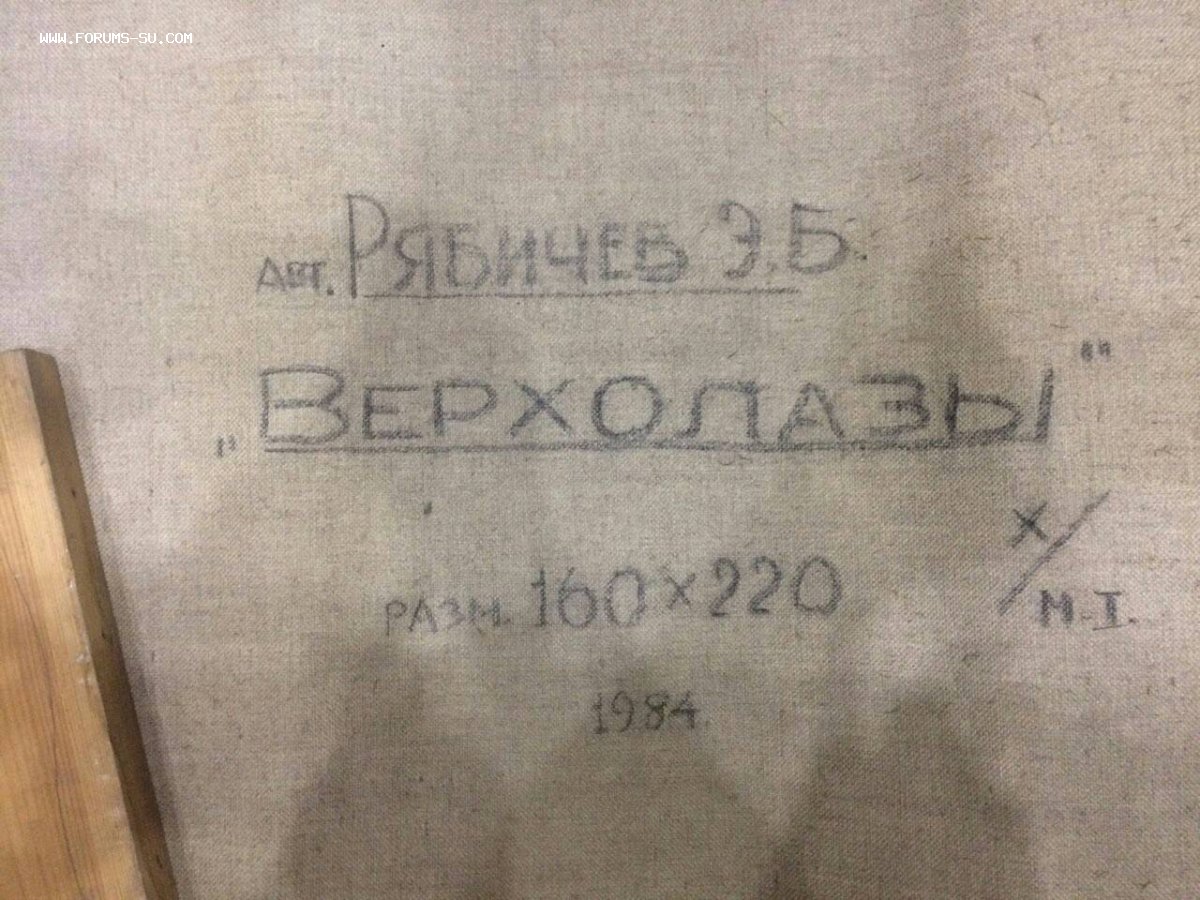 WWW.FORUMS-SU.COM
АВТ. РЯБИЧЕВ Э.Б.
„ВЕРХОЛАЗЫ"
Х/М.-I.
РАЗМ. 160×220
1984